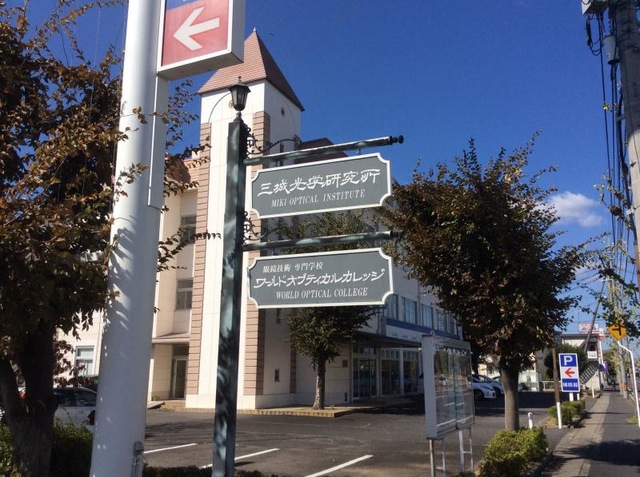 三城光学研究所
MIKI OPTICAL INSTITUTE
眼鏡技術 専門学校
ワールドオプティカルカレッジ
WORLD OPTICAL COLLEGE
P